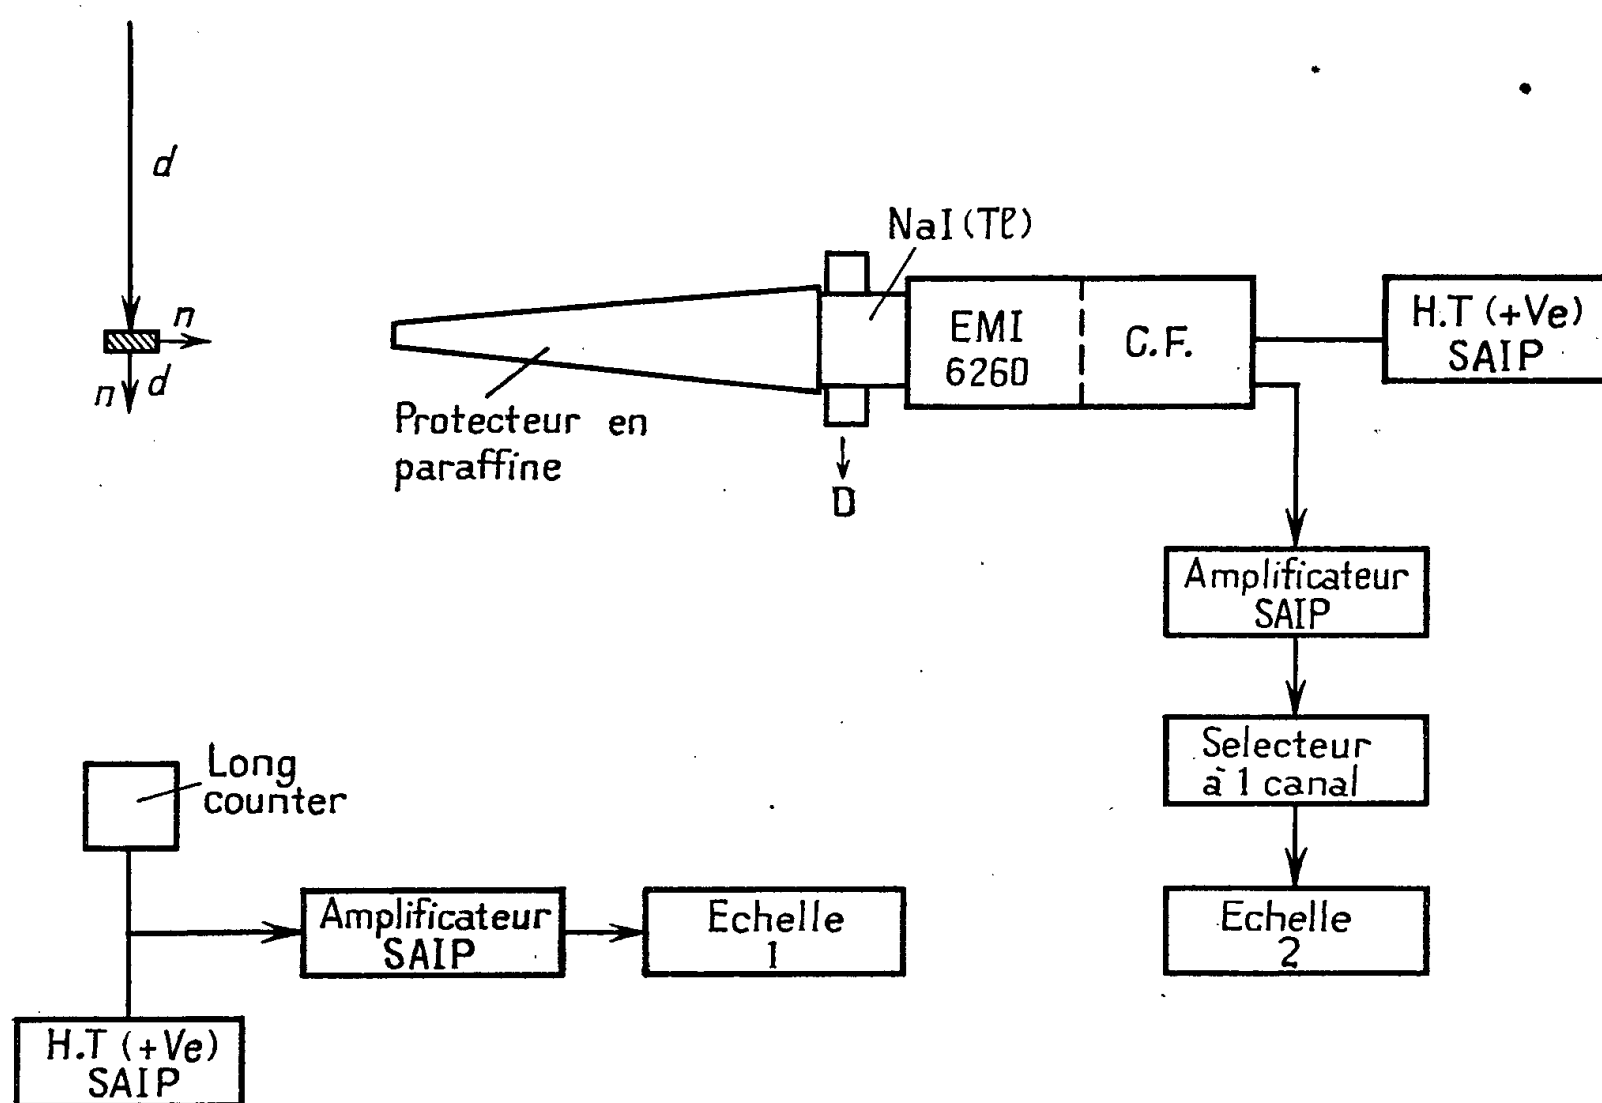 d
n
n d
NaI (Tl)
EMI
6260
C.F.
H.T (+Ve)
SAIP
Protecteur en
paraffine
D
Amplificateur
SAIP
Selecteur
à 1 canal
Echelle
2
Long
counter
Amplificateur
SAIP
Echelle
1
H.T (+Ve)
SAIP